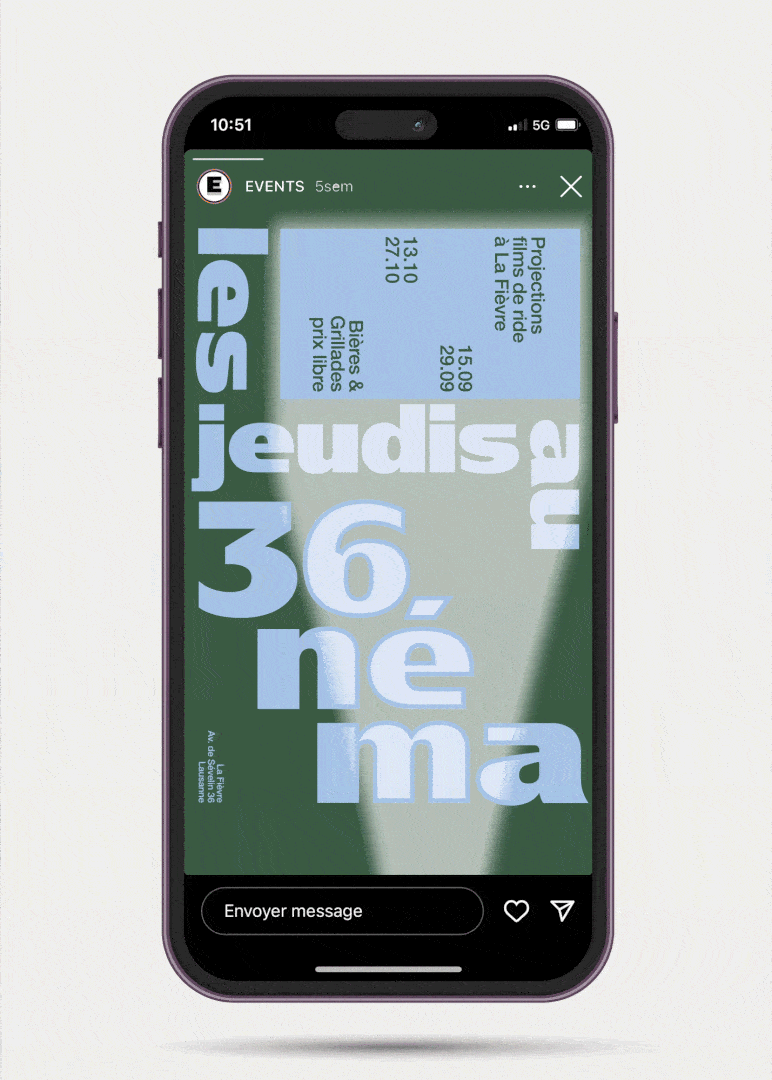 10:51
5G
E
EVENTS 5sem
Projections
films de ride
à La Fièvre
13.10
27.10
15.09
29.09
Bières &
Grillades
prix libre
les
jeudis
au
36
né
ma
La Fièvre
Av. de Sévelin 36
Lausanne
Envoyer message